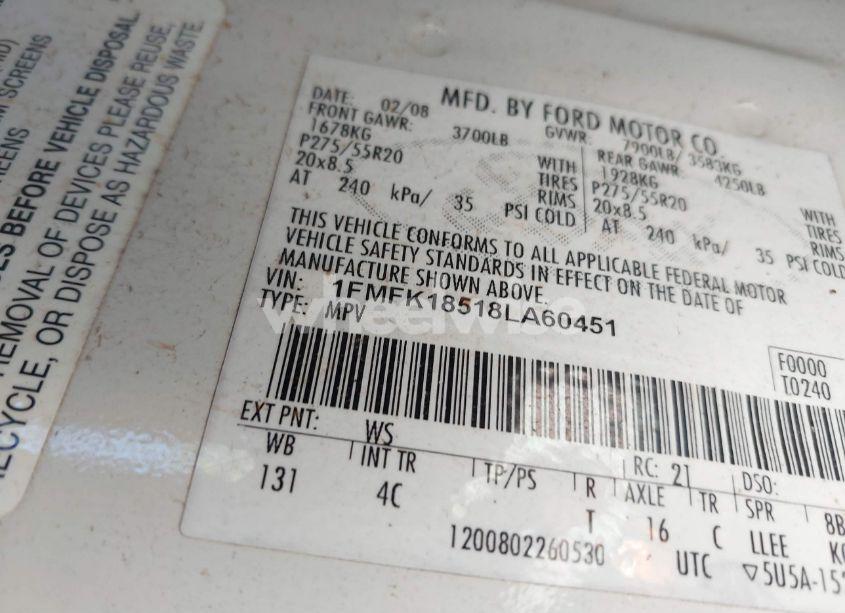 M SCREENS
REENS
ES BEFORE VEHICLE DISPOSAL.
REMOVAL OF DEVICES PLEASE REUSE,
RECYCLE, OR DISPOSE AS HAZARDOUS WASTE.
MFD. BY FORD MOTOR CO.
DATE: 02/08 GVWR: 7900LB/ 3583KG
FRONT GAWR: 3700LB REAR GAWR: 4250LB
1678KG WITH 1928KG WITH
P275/55R20 TIRES P275/55R20 TIRES
20x8.5 RIMS 20x8.5 RIMS
AT 240 kPa/ 35 PSI COLD AT 240 kPa/ 35 PSI COLD
THIS VEHICLE CONFORMS TO ALL APPLICABLE FEDERAL MOTOR
VEHICLE SAFETY STANDARDS IN EFFECT ON THE DATE OF
MANUFACTURE SHOWN ABOVE.
VIN: 1FMFK18518LA60451
TYPE: MPV
F0000
T0240
EXT PNT: WS RC: 21 DSO:
WB INT TR TP/PS R AXLE TR SPR
131 4C T 16 C LLEE
1200802260530 UTC ▽5U5A-15